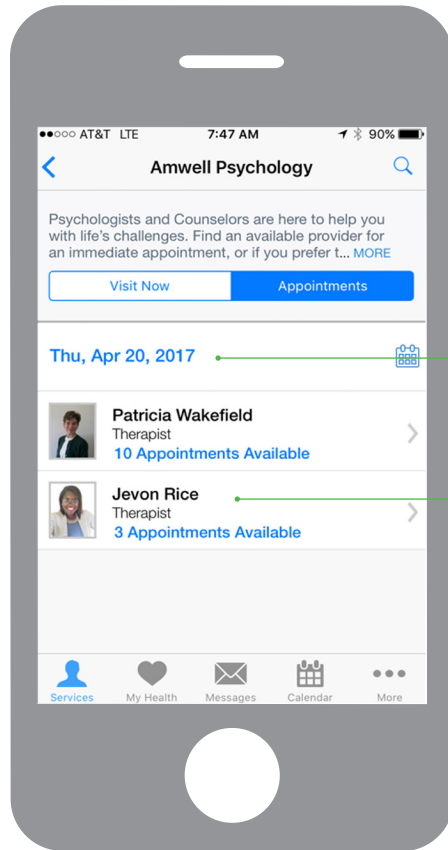 AT&T LTE 7:47 AM 90%
Amwell Psychology
Psychologists and Counselors are here to help you
with life's challenges. Find an available provider for
an immediate appointment, or if you prefer t... MORE
Visit Now Appointments
Thu, Apr 20, 2017
Patricia Wakefield
Therapist
10 Appointments Available
Jevon Rice
Therapist
3 Appointments Available
Services My Health Messages Calendar More